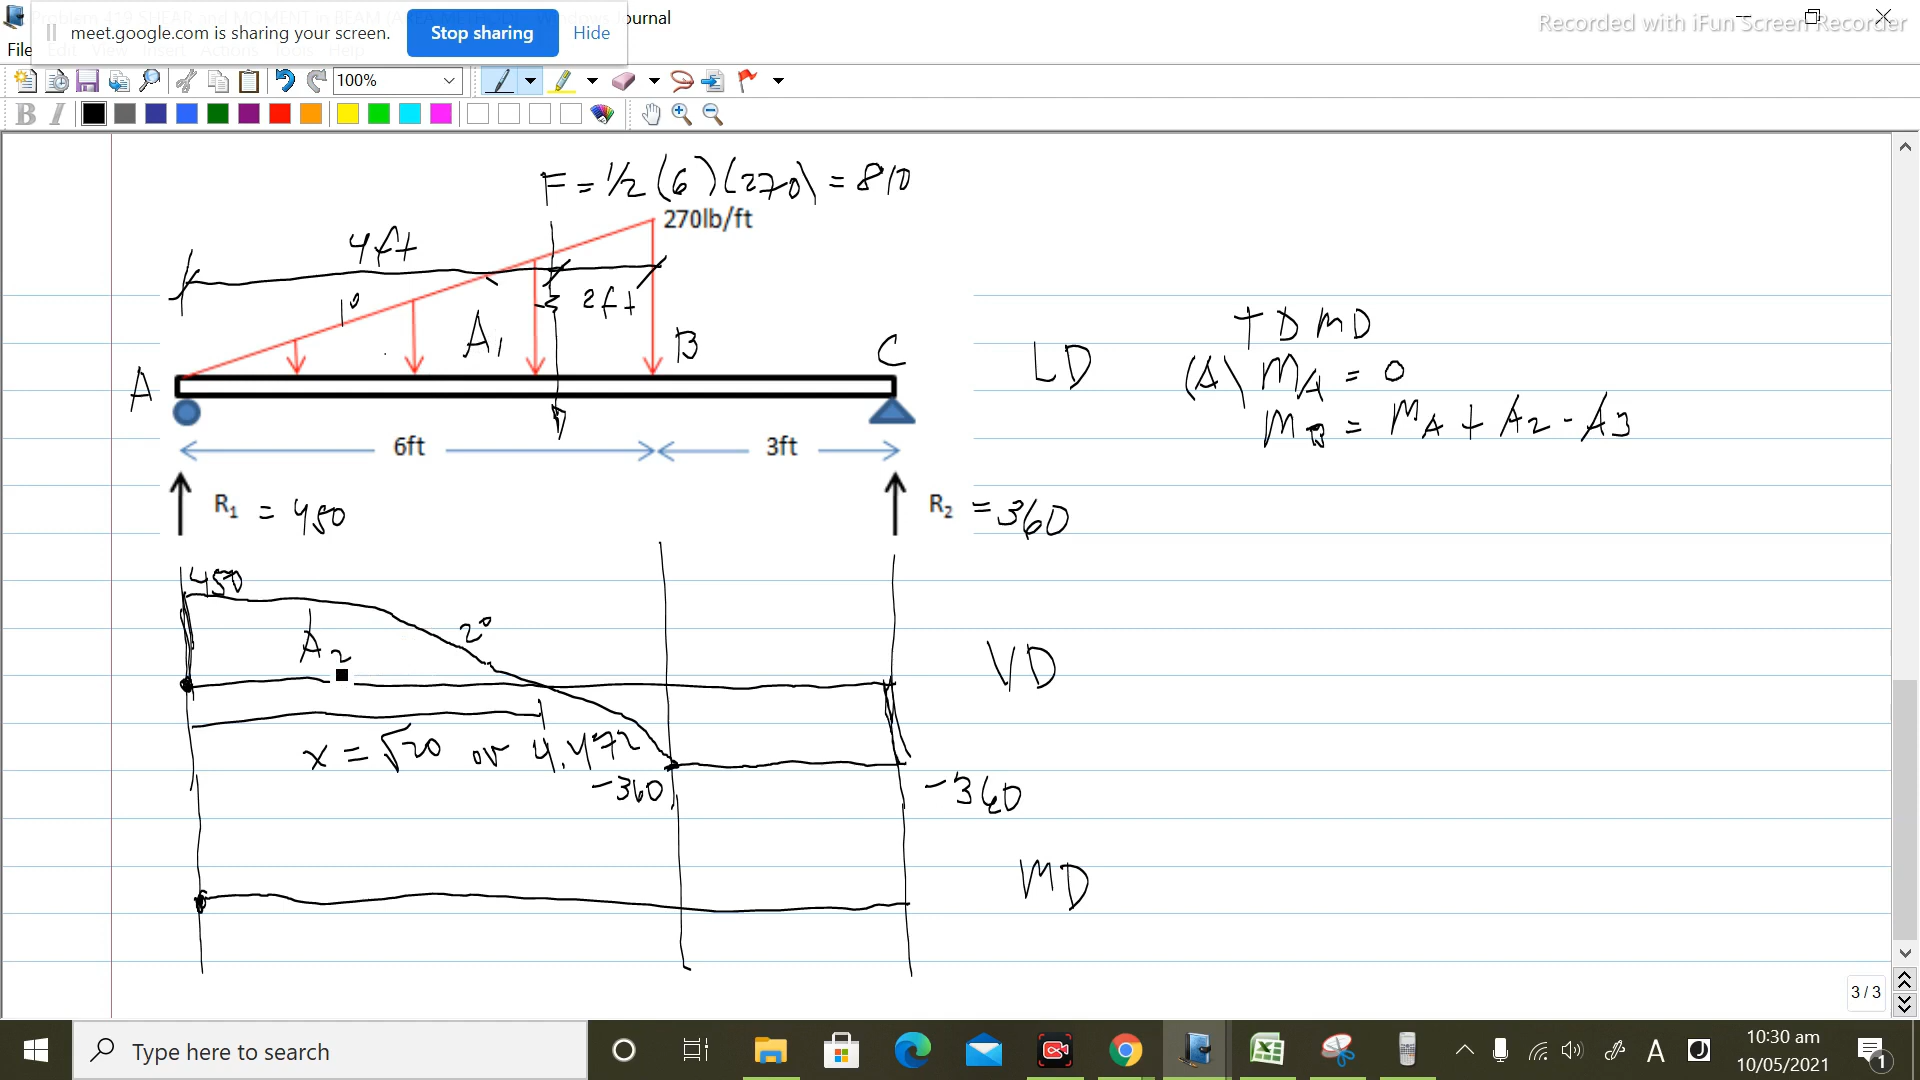 Recorded with iFun Screen Recorder
meet.google.com is sharing your screen.
Stop sharing
Hide
File
100%
B I
F = 1/2 (6)(270) = 810
270lb/ft
4ft
1°
2ft
A1
A
B
C
LD
TDMD
(A) MA = 0
MB = MA + A2 - A3
6ft
3ft
R1 = 450
R2 = 360
450
A2
2°
VD
x = √20 or 4.472
-360
-360
MD
3 / 3
Type here to search
A
10:30 am
10/05/2021
1